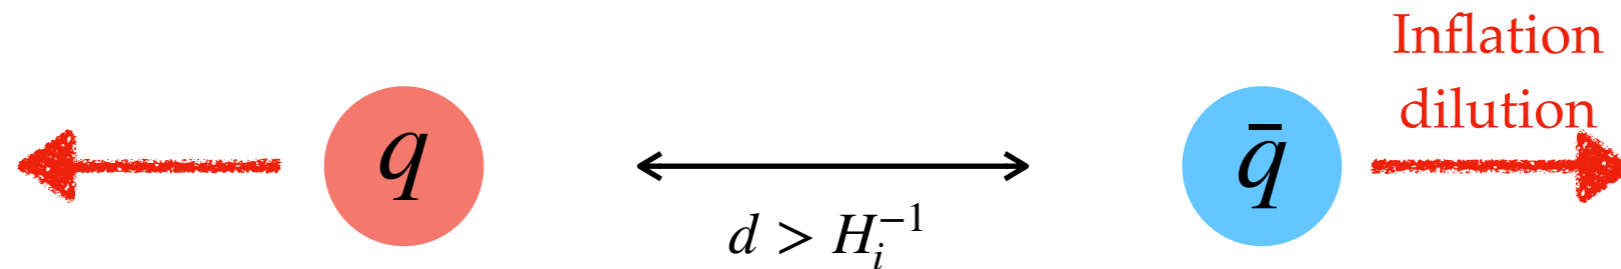 Inflation
dilution
q
q̄
d > H_i^{-1}